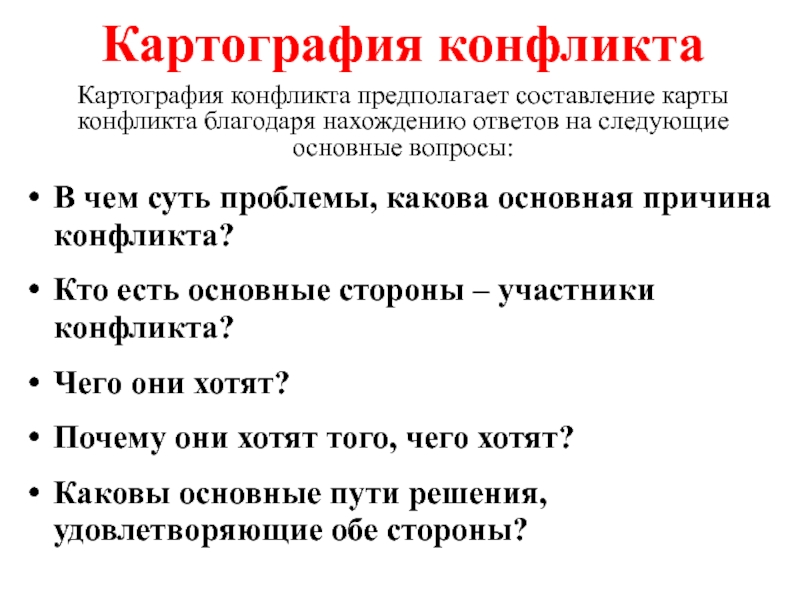 Картография конфликта
Картография конфликта предполагает составление карты
конфликта благодаря нахождению ответов на следующие
основные вопросы:
• В чем суть проблемы, какова основная причина
конфликта?
• Кто есть основные стороны – участники
конфликта?
• Чего они хотят?
• Почему они хотят того, чего хотят?
• Каковы основные пути решения,
удовлетворяющие обе стороны?